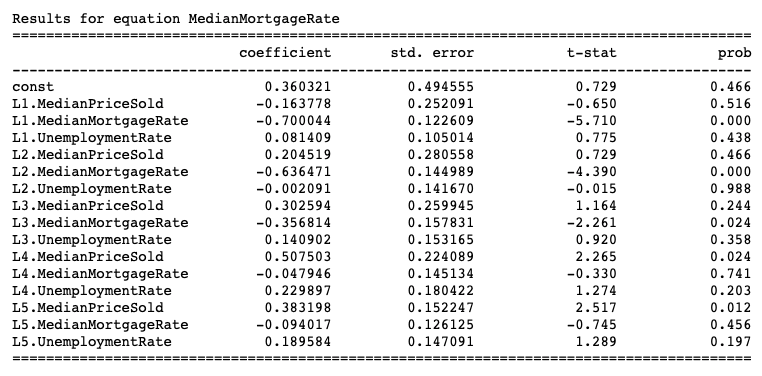 Results for equation MedianMortgageRate
==========================================================================================
coefficient std. error t-stat prob
------------------------------------------------------------------------------------------
const 0.360321 0.494555 0.729 0.466
L1.MedianPriceSold -0.163778 0.252091 -0.650 0.516
L1.MedianMortgageRate -0.700044 0.122609 -5.710 0.000
L1.UnemploymentRate 0.081409 0.105014 0.775 0.438
L2.MedianPriceSold 0.204519 0.280558 0.729 0.466
L2.MedianMortgageRate -0.636471 0.144989 -4.390 0.000
L2.UnemploymentRate -0.002091 0.141670 -0.015 0.988
L3.MedianPriceSold 0.302594 0.259945 1.164 0.244
L3.MedianMortgageRate -0.356814 0.157831 -2.261 0.024
L3.UnemploymentRate 0.140902 0.153165 0.920 0.358
L4.MedianPriceSold 0.507503 0.224089 2.265 0.024
L4.MedianMortgageRate -0.047946 0.145134 -0.330 0.741
L4.UnemploymentRate 0.229897 0.180422 1.274 0.203
L5.MedianPriceSold 0.383198 0.152247 2.517 0.012
L5.MedianMortgageRate -0.094017 0.126125 -0.745 0.456
L5.UnemploymentRate 0.189584 0.147091 1.289 0.197
==========================================================================================